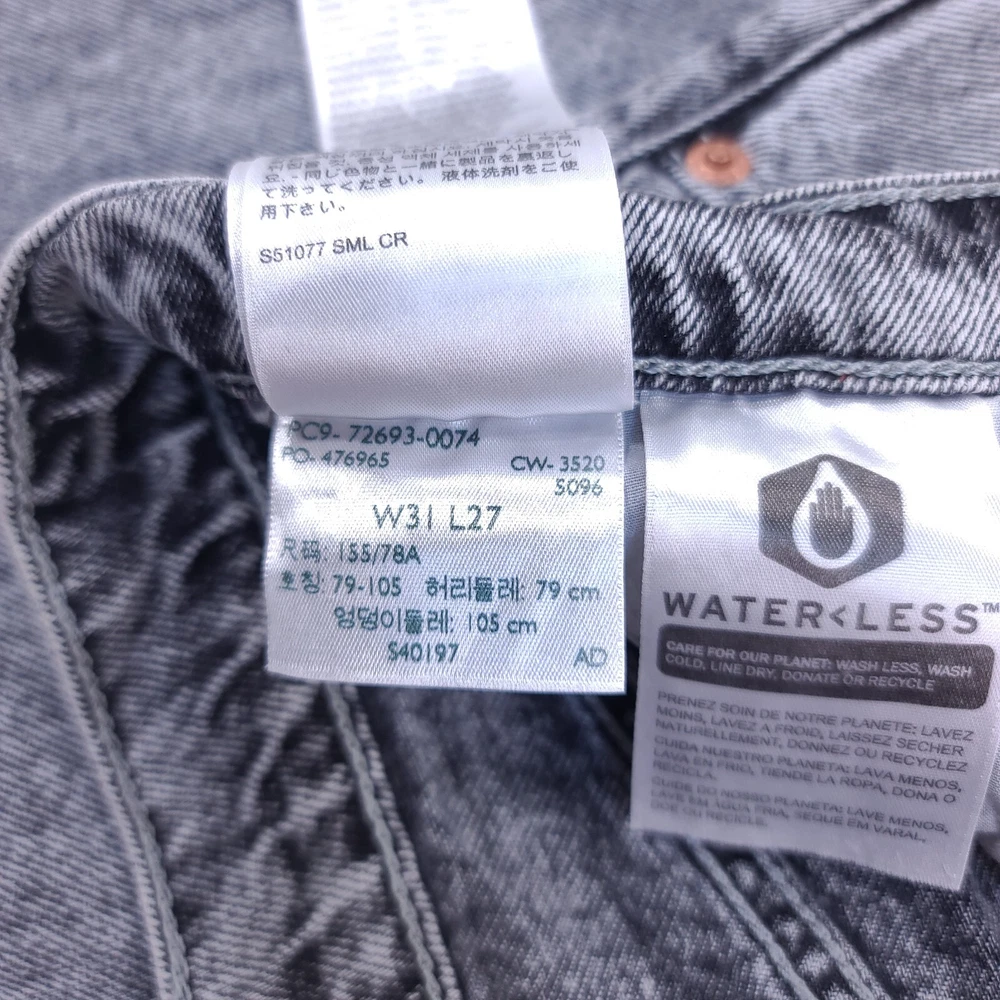 요. 同じ色物と一緒に製品を裏返し
て洗ってください。 液体洗剤をご使
用下さい。
S51077 SML CR
PC9- 72693-0074
PO- 476965 CW- 3520
5096
W31 L27
尺码: 155/78A
호칭: 79-105 허리둘레: 79 cm
엉덩이둘레: 105 cm
S40197 AD
WATER<LESS™
CARE FOR OUR PLANET: WASH LESS, WASH
COLD, LINE DRY, DONATE OR RECYCLE
PRENEZ SOIN DE NOTRE PLANETE: LAVEZ
MOINS, LAVEZ A FROID, LAISSEZ SECHER
NATURELLEMENT, DONNEZ OU RECYCLEZ
CUIDA NUESTRO PLANETA: LAVA MENOS,
LAVA EN FRIO, TIENDE LA ROPA, DONA O
RECICLA.
CUIDE DO NOSSO PLANETA: LAVE MENOS,
LAVE EM AGUA FRIA, SEQUE EM VARAL,
DOE OU RECICLE.